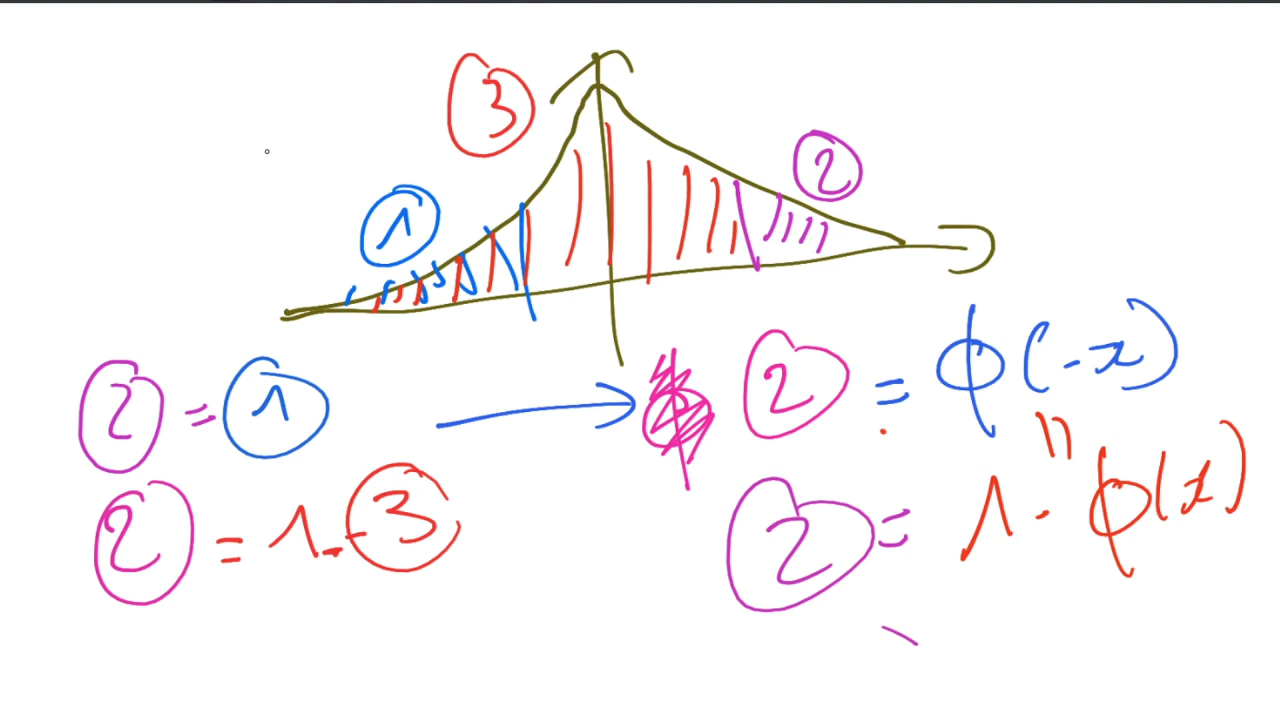 ③
②
①
② = ①
② = ϕ(-x)
② = 1 - ③
② = 1 - ϕ(x)